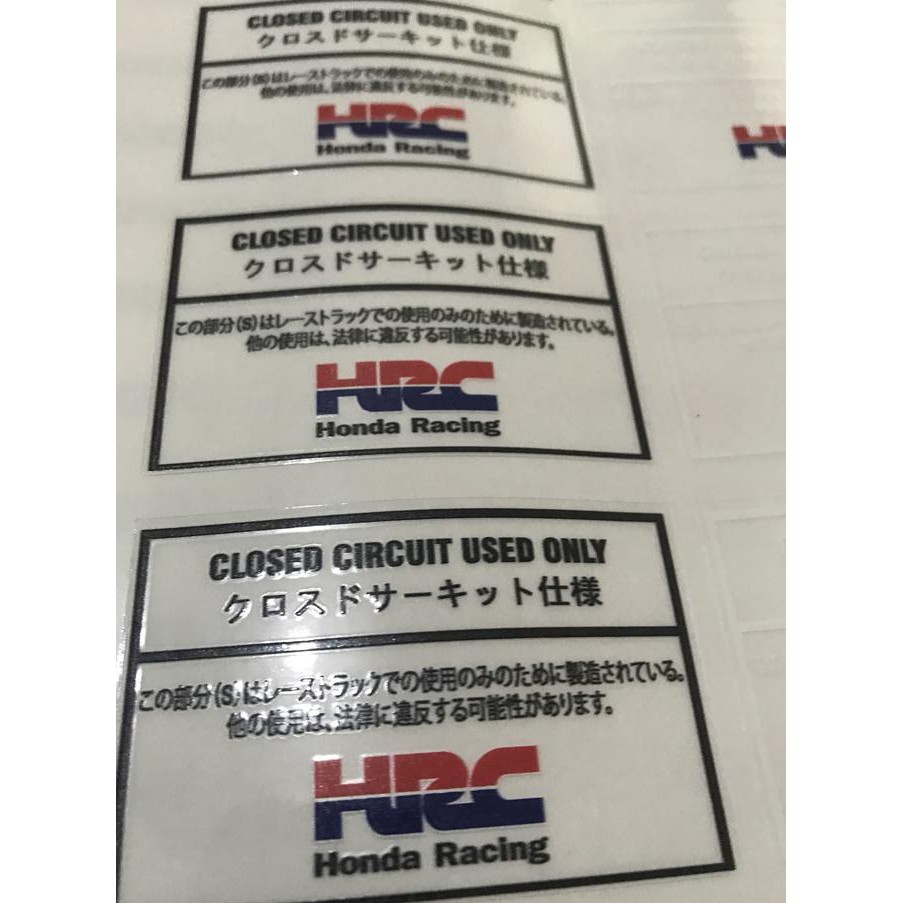 CLOSED CIRCUIT USED ONLY
クロスドサーキット仕様
この部分(S)はレーストラックでの使用のみのために製造されている。
他の使用は、法律に違反する可能性があります。
HRC
Honda Racing
CLOSED CIRCUIT USED ONLY
クロスドサーキット仕様
この部分(S)はレーストラックでの使用のみのために製造されている。
他の使用は、法律に違反する可能性があります。
HRC
Honda Racing
CLOSED CIRCUIT USED ONLY
クロスドサーキット仕様
この部分(S)はレーストラックでの使用のみのために製造されている。
他の使用は、法律に違反する可能性があります。
HRC
Honda Racing